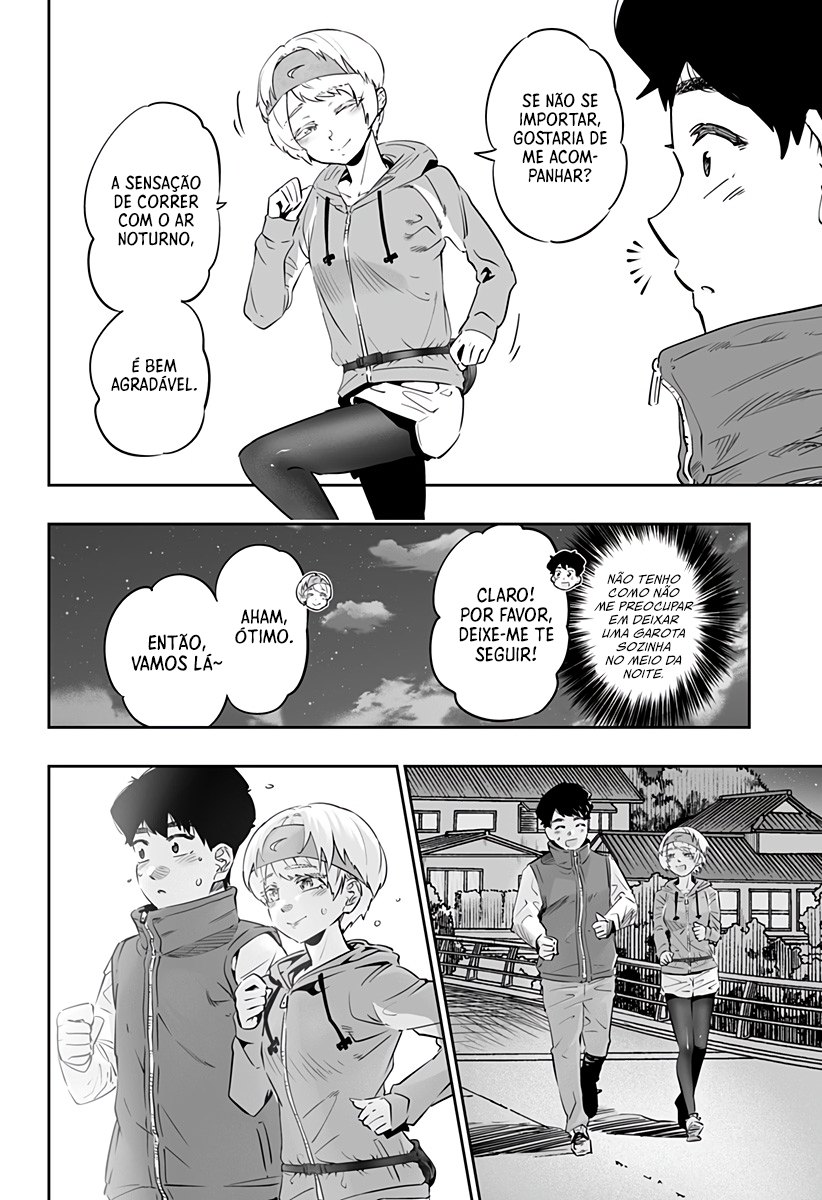 SE NÃO SE
IMPORTAR,
GOSTARIA DE
ME ACOM-
PANHAR?
A SENSAÇÃO
DE CORRER
COM O AR
NOTURNO,
É BEM
AGRADÁVEL.
NÃO TENHO
COMO NÃO
ME PREOCUPAR
EM DEIXAR
UMA GAROTA
SOZINHA
NO MEIO DA
NOITE.
CLARO!
POR FAVOR,
DEIXE-ME TE
SEGUIR!
AHAM,
ÓTIMO.
ENTÃO,
VAMOS LÁ~